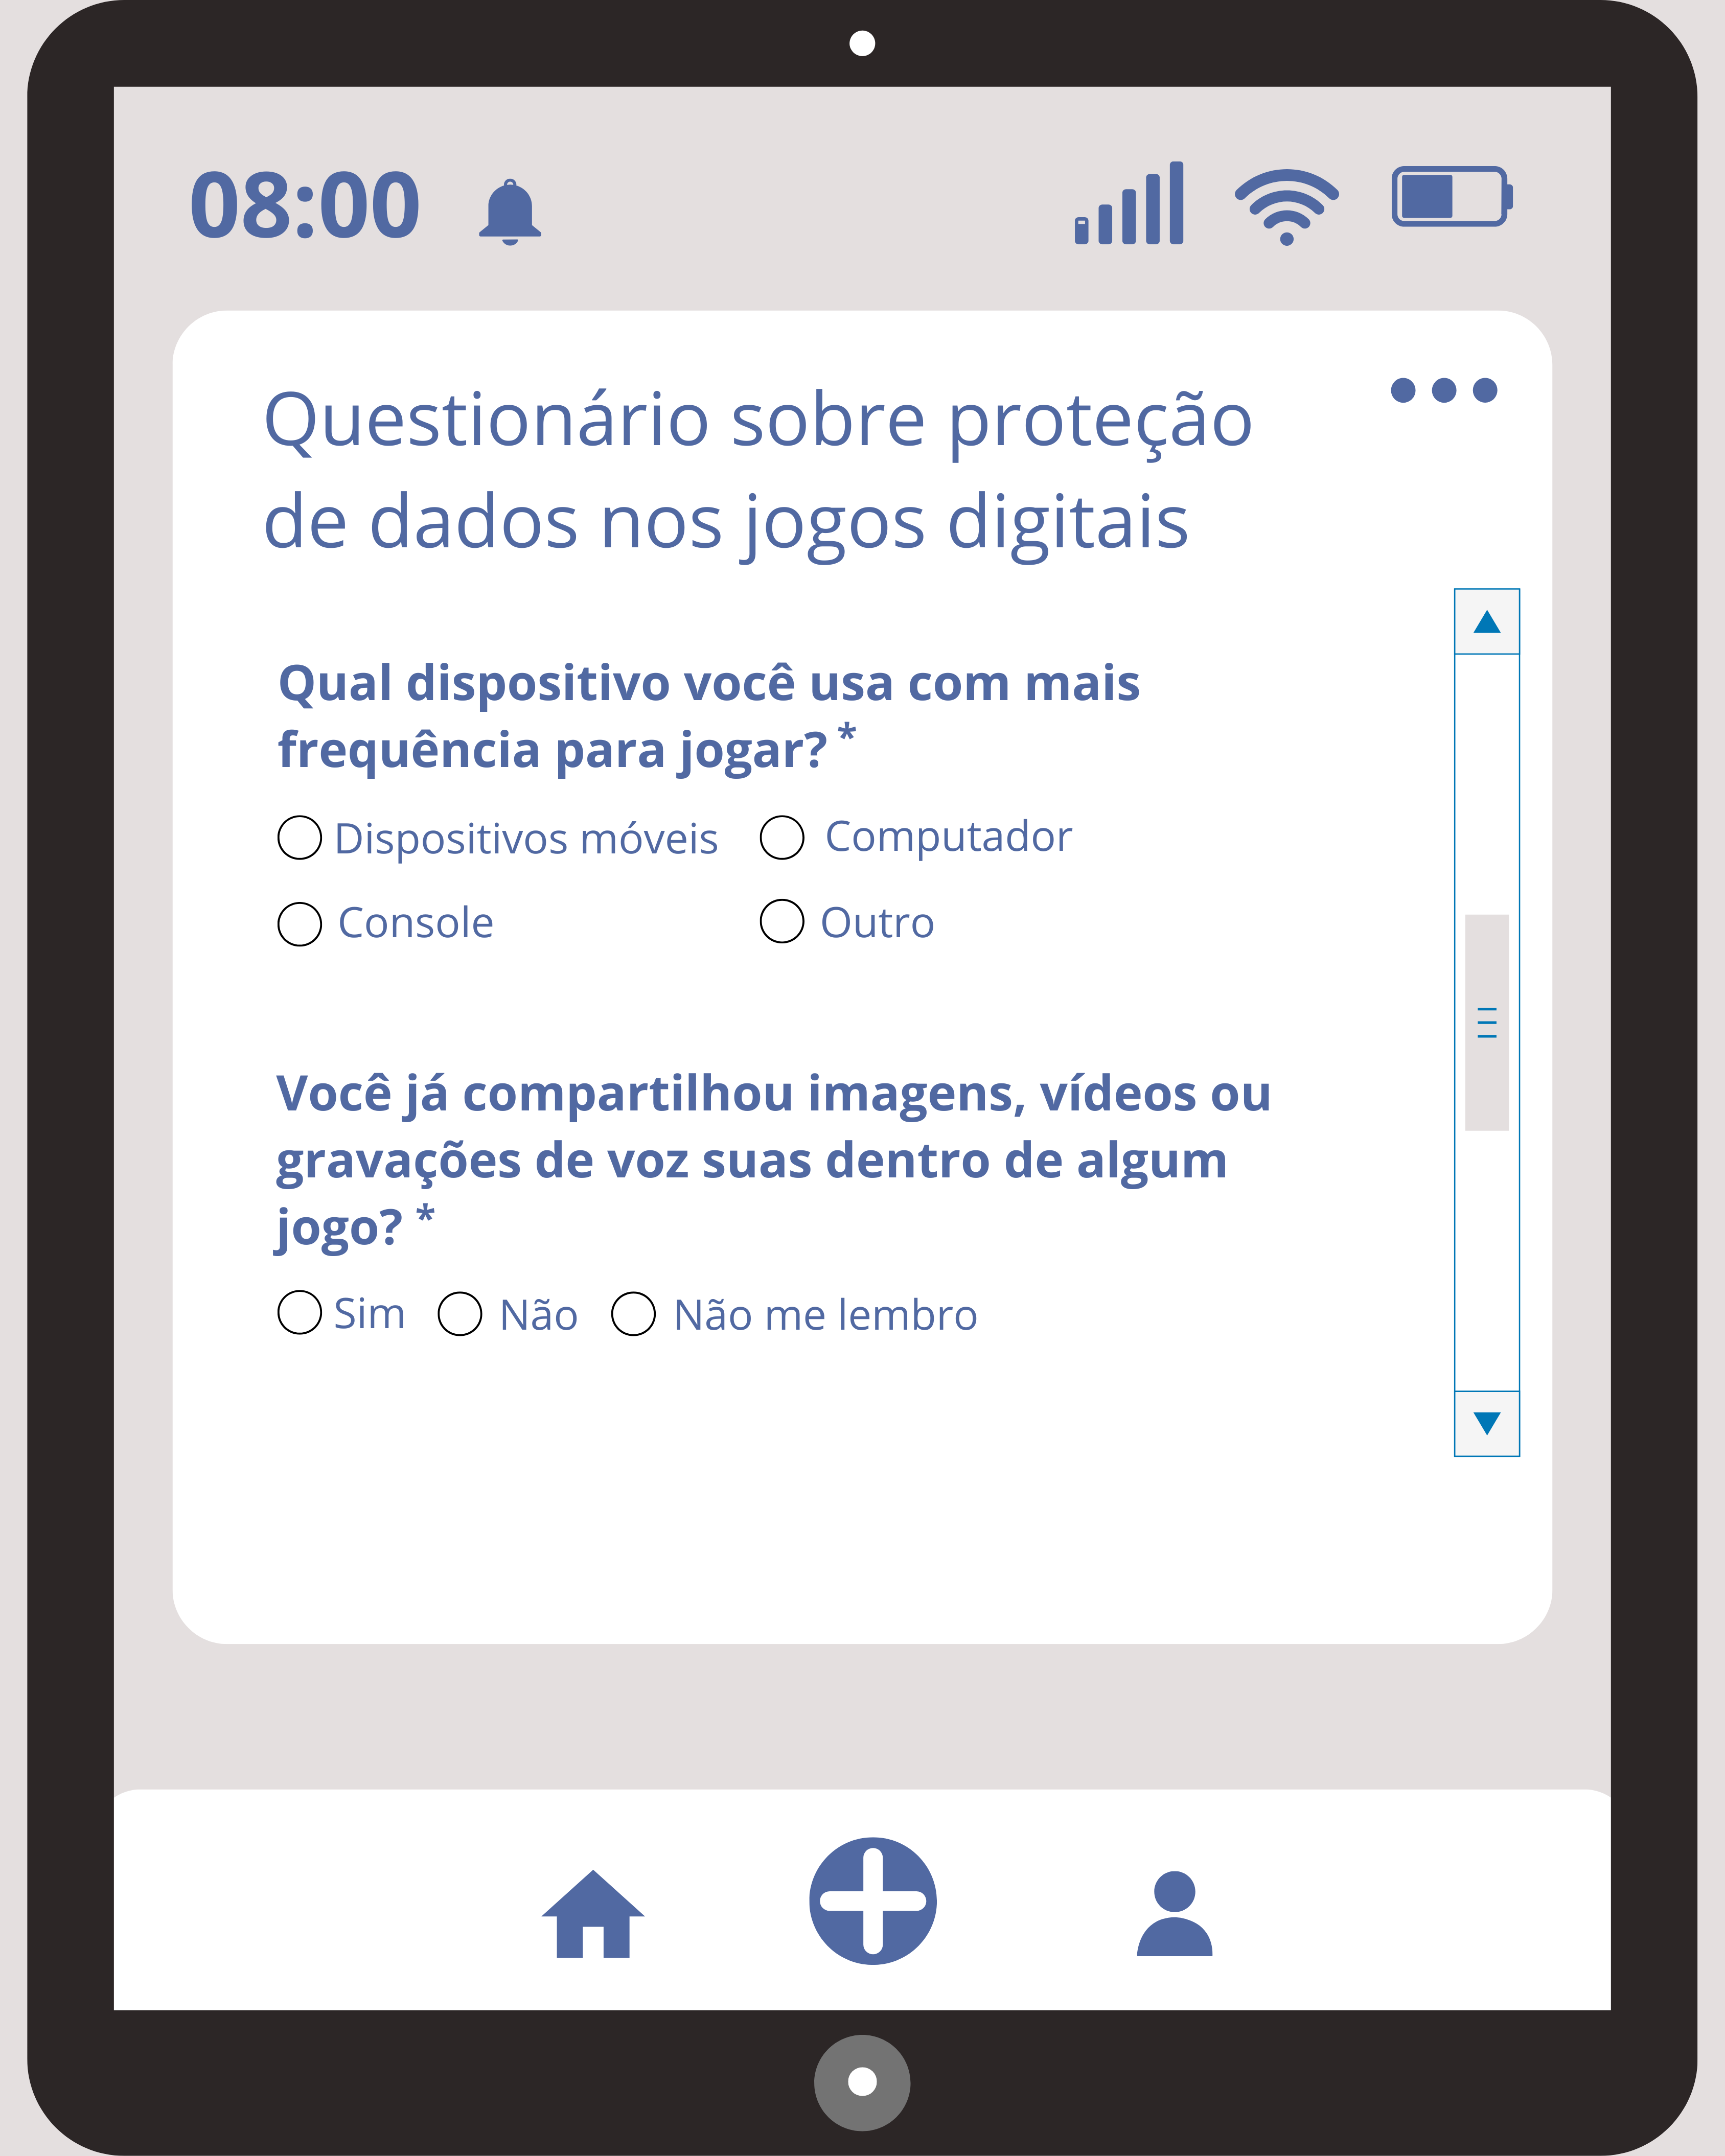 08:00
Questionário sobre proteção
de dados nos jogos digitais
Qual dispositivo você usa com mais
frequência para jogar? *
Dispositivos móveis Computador
Console Outro
Você já compartilhou imagens, vídeos ou
gravações de voz suas dentro de algum
jogo? *
Sim Não Não me lembro